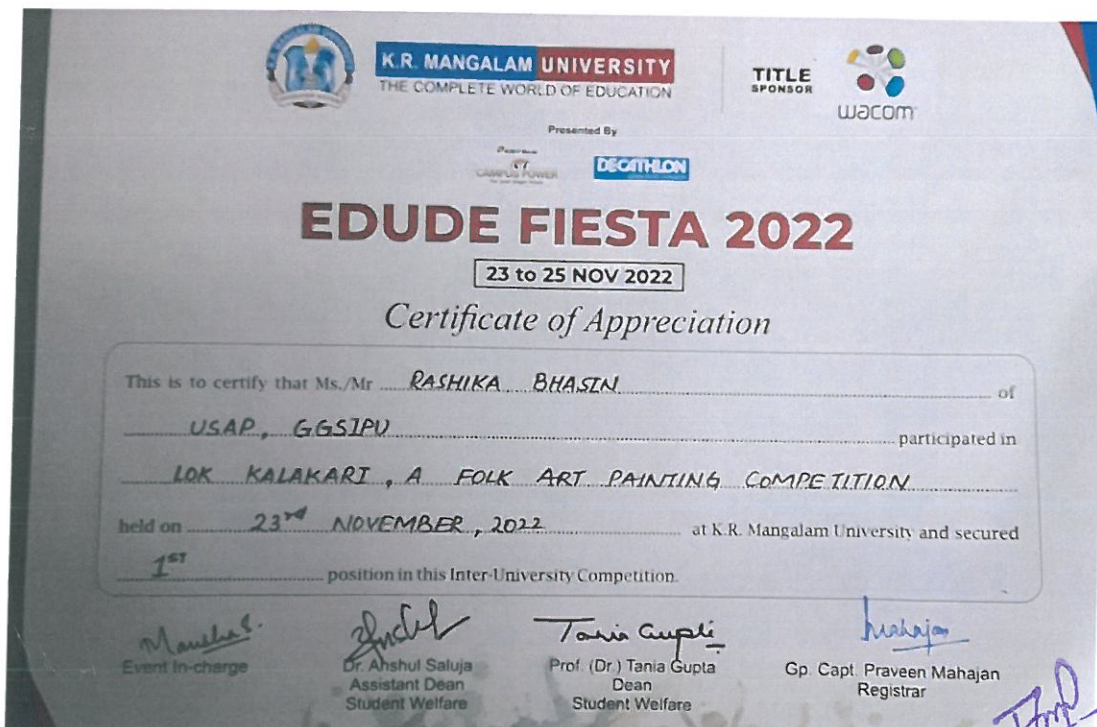 K.R. MANGALAM UNIVERSITY
THE COMPLETE WORLD OF EDUCATION
TITLE
SPONSOR
wacom
Presented By
CAMPUS POWER
DECATHLON
EDUDE FIESTA 2022
23 to 25 NOV 2022
Certificate of Appreciation
This is to certify that Ms./Mr RASHIKA BHASIN of
USAP, GGSIPU participated in
LOK KALAKARI, A FOLK ART PAINTING COMPETITION
held on 23rd NOVEMBER, 2022 at K.R. Mangalam University and secured
1ST position in this Inter-University Competition.
Tania Gupta
Mahajan
Event In-charge
Dr. Anshul Saluja
Assistant Dean
Student Welfare
Prof. (Dr.) Tania Gupta
Dean
Student Welfare
Gp. Capt. Praveen Mahajan
Registrar